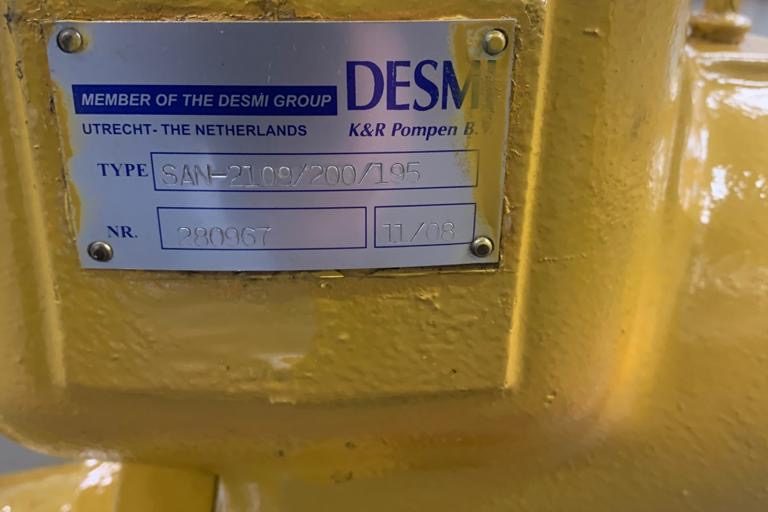 DESMI
MEMBER OF THE DESMI GROUP
UTRECHT- THE NETHERLANDS
K&R Pompen B.V.
TYPE SAN-2109/200/195
NR. 280967 11/08